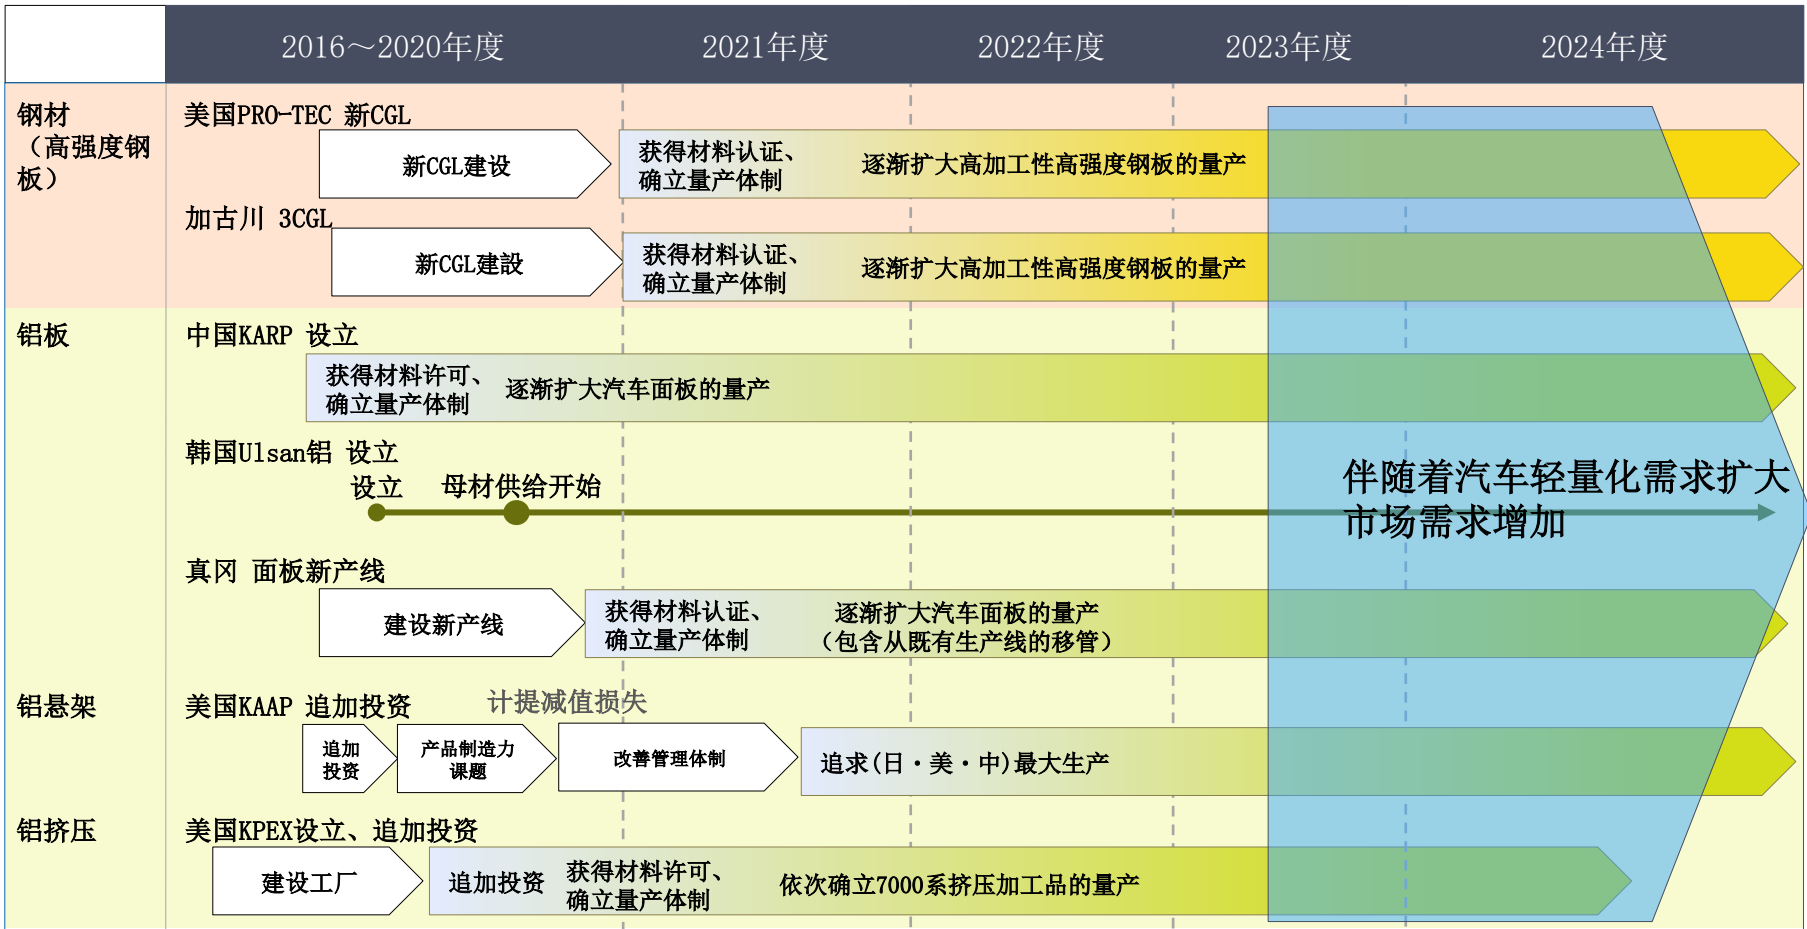 2016～2020年度 2021年度 2022年度 2023年度 2024年度
钢材
（高强度钢
板）
美国PRO-TEC 新CGL
新CGL建设
获得材料认证、
确立量产体制
逐渐扩大高加工性高强度钢板的量产
加古川 3CGL
新CGL建設
获得材料认证、
确立量产体制
逐渐扩大高加工性高强度钢板的量产
铝板
中国KARP 设立
获得材料许可、
确立量产体制
逐渐扩大汽车面板的量产
韩国Ulsan铝 设立
设立
母材供给开始
伴随着汽车轻量化需求扩大
市场需求增加
真冈 面板新产线
建设新产线
获得材料认证、
确立量产体制
逐渐扩大汽车面板的量产
（包含从既有生产线的移管）
铝悬架
美国KAAP 追加投资
计提减值损失
追加
投资
产品制造力
课题
改善管理体制
追求(日・美・中)最大生产
铝挤压
美国KPEX设立、追加投资
建设工厂
追加投资
获得材料许可、
确立量产体制
依次确立7000系挤压加工品的量产